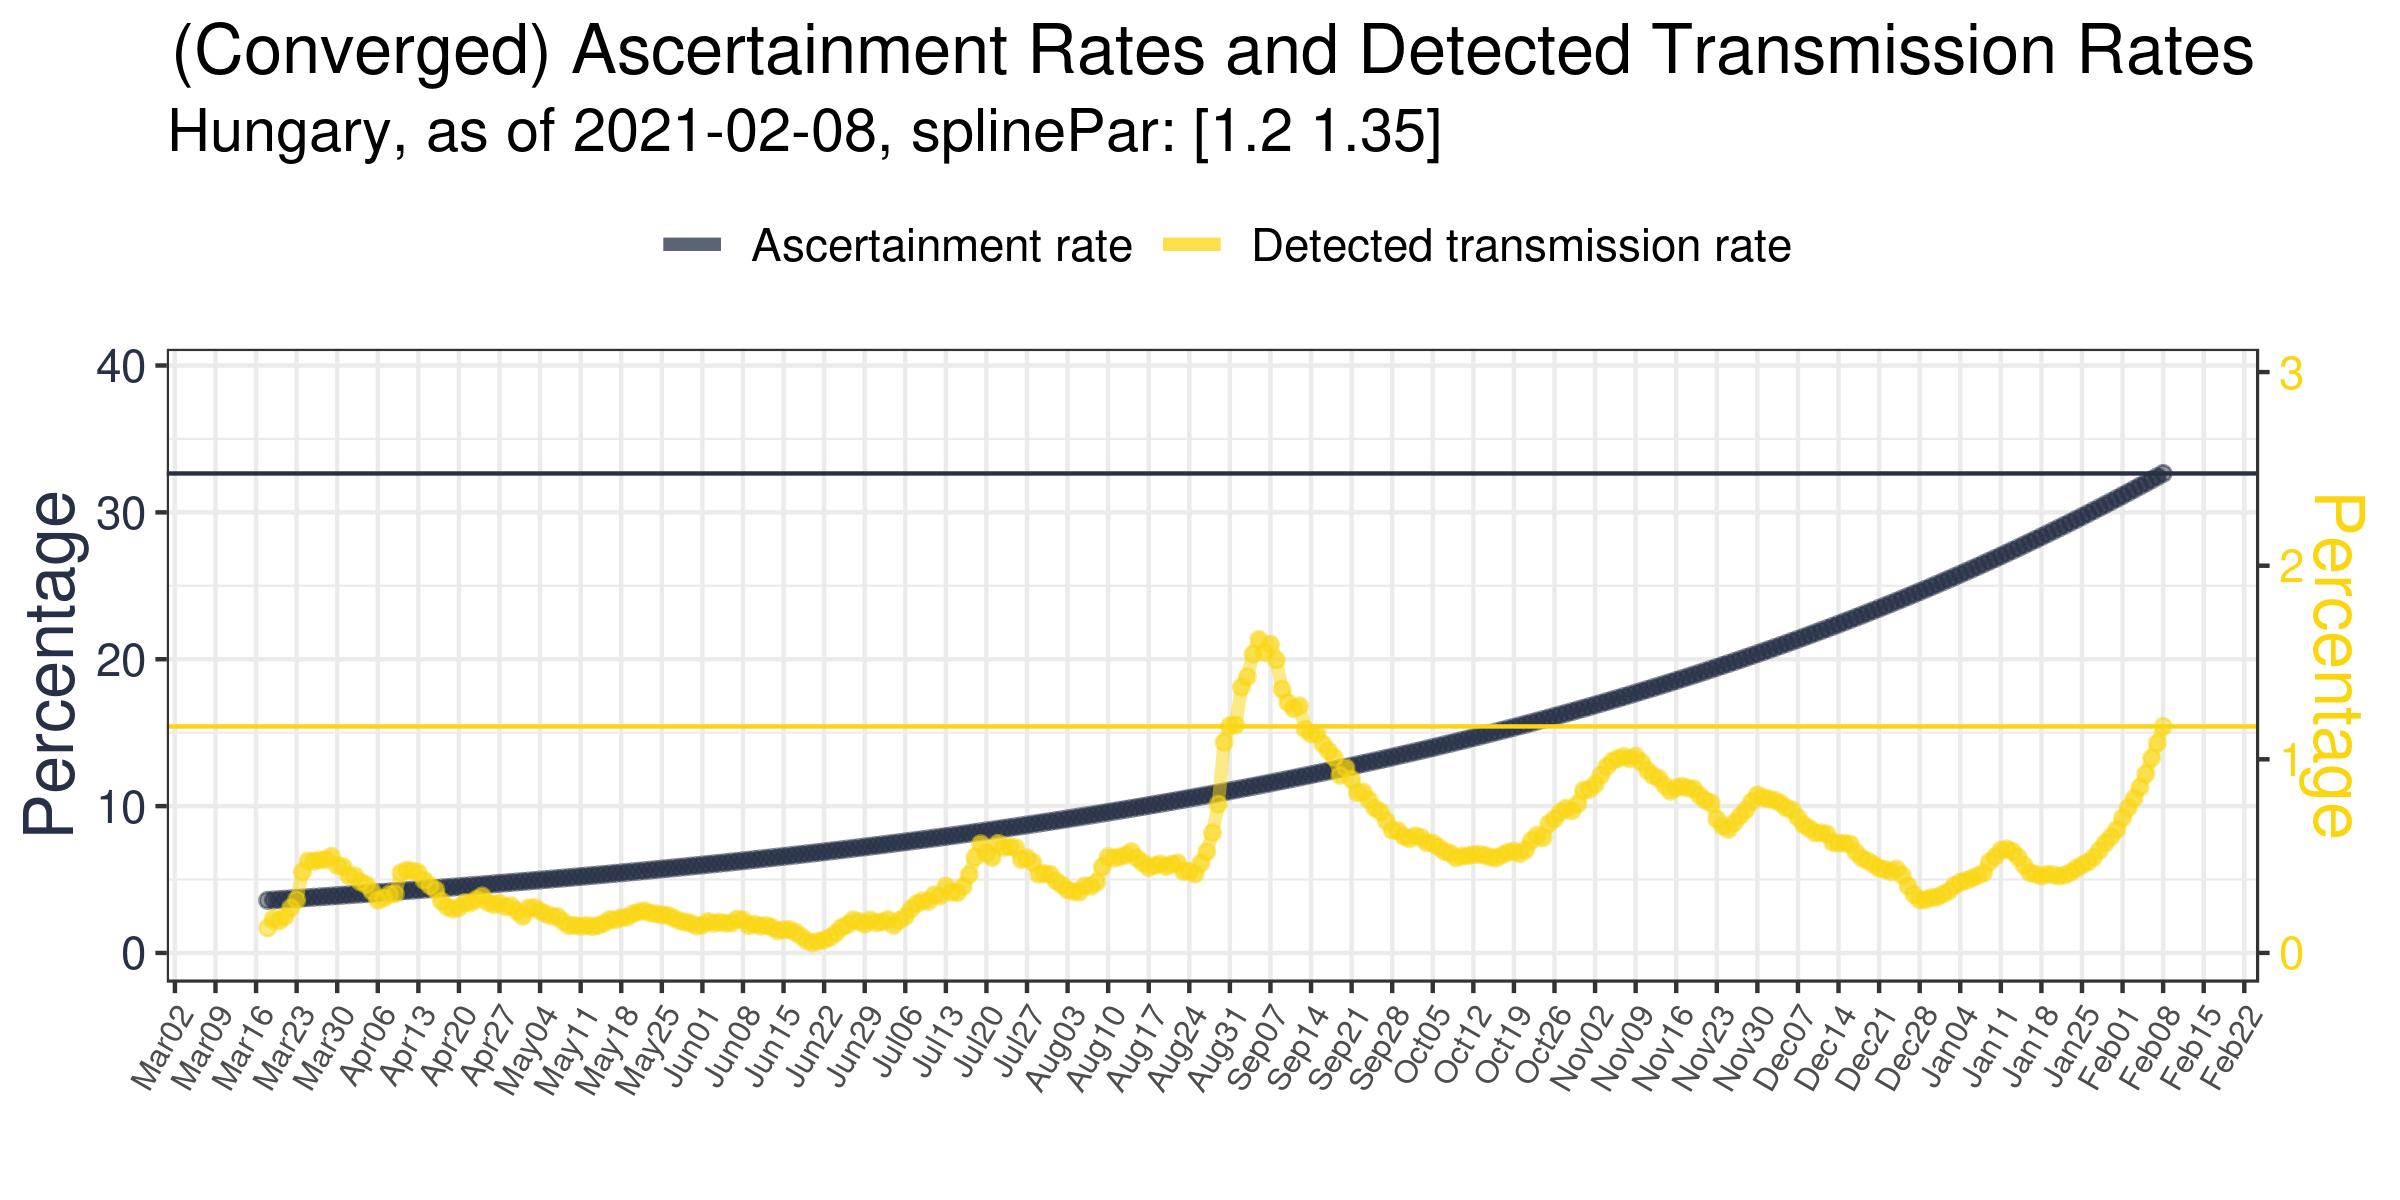 (Converged) Ascertainment Rates and Detected Transmission Rates
Hungary, as of 2021-02-08, splinePar: [1.2 1.35]
Ascertainment rate Detected transmission rate
Percentage
40
30
20
10
0
3
2
1
0
Percentage
Mar02 Mar09 Mar16 Mar23 Mar30 Apr06 Apr13 Apr20 Apr27 May04 May11 May18 May25 Jun01 Jun08 Jun15 Jun22 Jun29 Jul06 Jul13 Jul20 Jul27 Aug03 Aug10 Aug17 Aug24 Aug31 Sep07 Sep14 Sep21 Sep28 Oct05 Oct12 Oct19 Oct26 Nov02 Nov09 Nov16 Nov23 Nov30 Dec07 Dec14 Dec21 Dec28 Jan04 Jan11 Jan18 Jan25 Feb01 Feb08 Feb15 Feb22